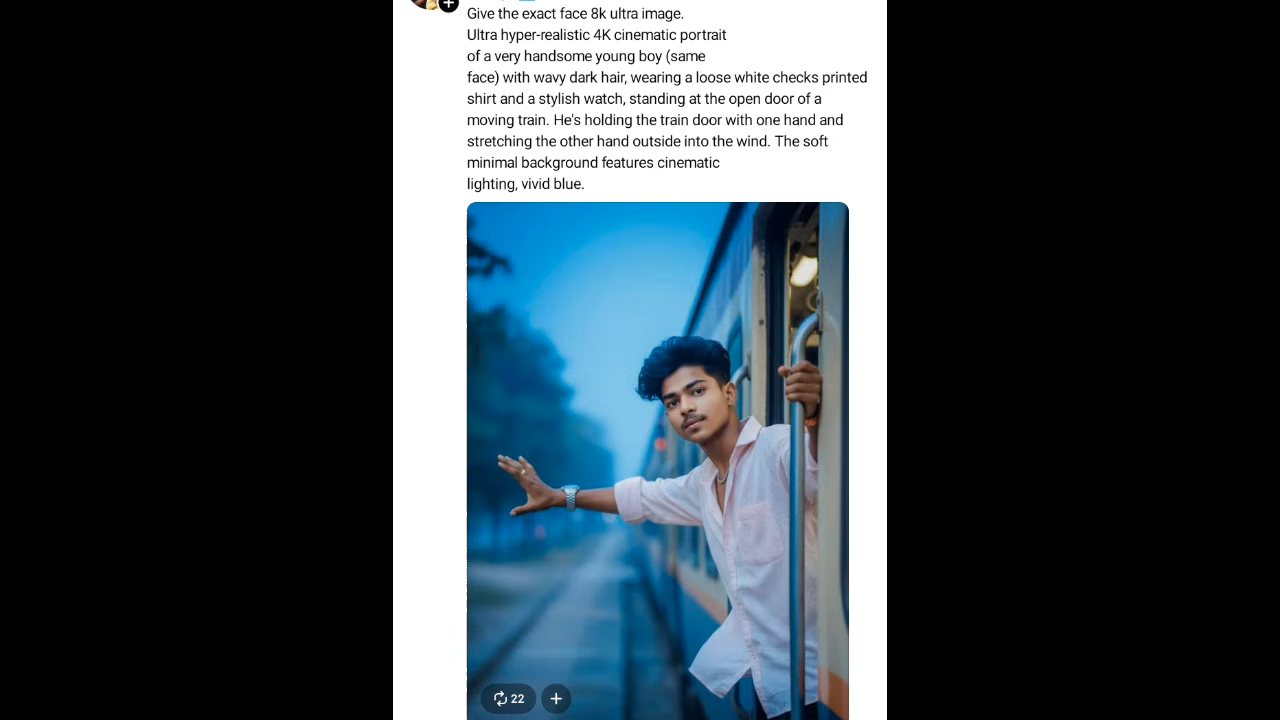 Give the exact face 8k ultra image.
Ultra hyper-realistic 4K cinematic portrait
of a very handsome young boy (same
face) with wavy dark hair, wearing a loose white checks printed
shirt and a stylish watch, standing at the open door of a
moving train. He's holding the train door with one hand and
stretching the other hand outside into the wind. The soft
minimal background features cinematic
lighting, vivid blue.
22